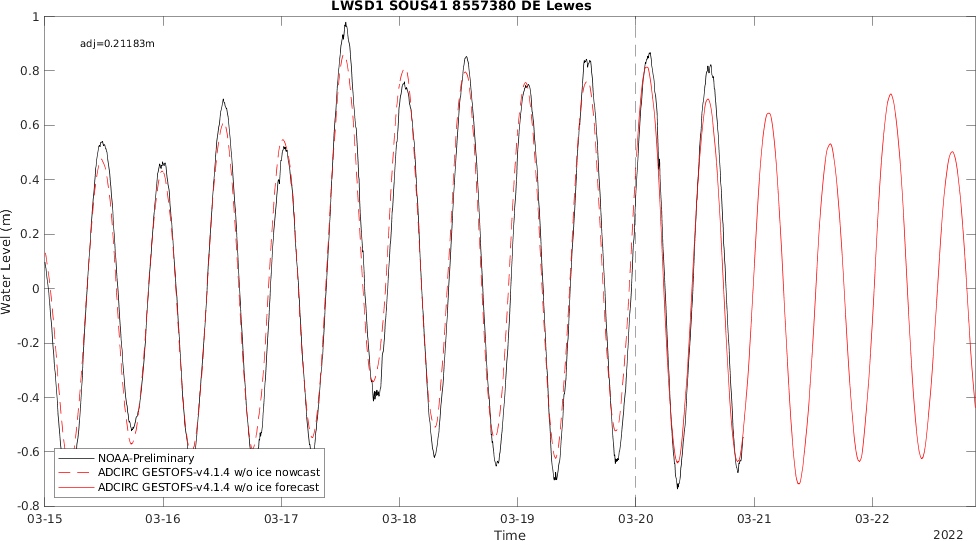 LWSD1 SOUS41 8557380 DE Lewes
adj=0.21183m
Water Level (m)
1
0.8
0.6
0.4
0.2
0
-0.2
-0.4
-0.6
-0.8
NOAA-Preliminary
ADCIRC GESTOFS-v4.1.4 w/o ice nowcast
ADCIRC GESTOFS-v4.1.4 w/o ice forecast
03-15 03-16 03-17 03-18 03-19 03-20 03-21 03-22
Time
2022